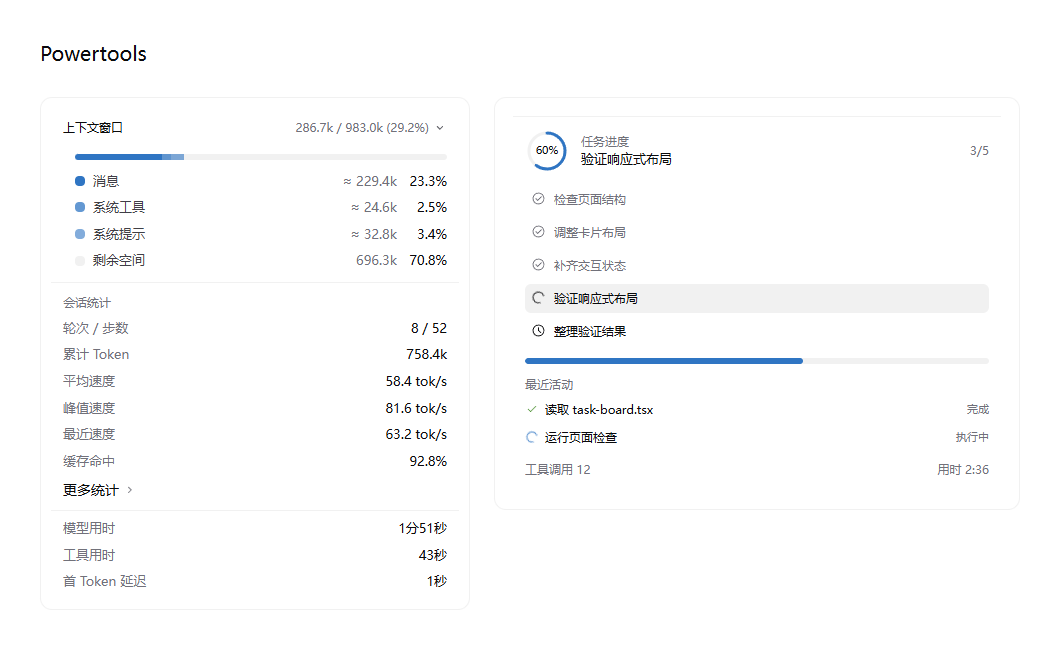 Powertools
上下文窗口 286.7k / 983.0k (29.2%)
消息 ≈ 229.4k 23.3%
系统工具 ≈ 24.6k 2.5%
系统提示 ≈ 32.8k 3.4%
剩余空间 696.3k 70.8%
会话统计
轮次 / 步数 8 / 52
累计 Token 758.4k
平均速度 58.4 tok/s
峰值速度 81.6 tok/s
最近速度 63.2 tok/s
缓存命中 92.8%
更多统计
模型用时 1分51秒
工具用时 43秒
首 Token 延迟 1秒
60%
任务进度
验证响应式布局
3/5
检查页面结构
调整卡片布局
补齐交互状态
验证响应式布局
整理验证结果
最近活动
读取 task-board.tsx 完成
运行页面检查 执行中
工具调用 12 用时 2:36